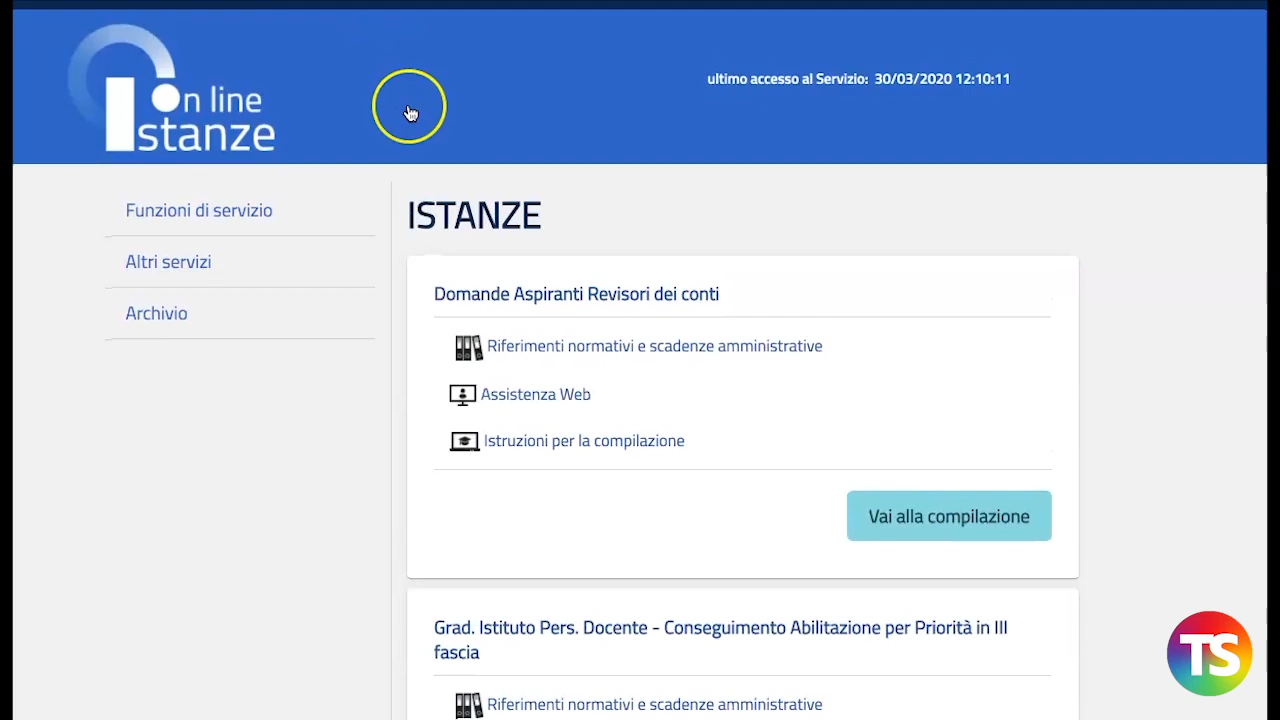 On line
Istanze
ultimo accesso al Servizio: 30/03/2020 12:10:11
Funzioni di servizio
Altri servizi
Archivio
ISTANZE
Domande Aspiranti Revisori dei conti
Riferimenti normativi e scadenze amministrative
Assistenza Web
Istruzioni per la compilazione
Vai alla compilazione
Grad. Istituto Pers. Docente - Conseguimento Abilitazione per Priorità in III
fascia
Riferimenti normativi e scadenze amministrative
TS